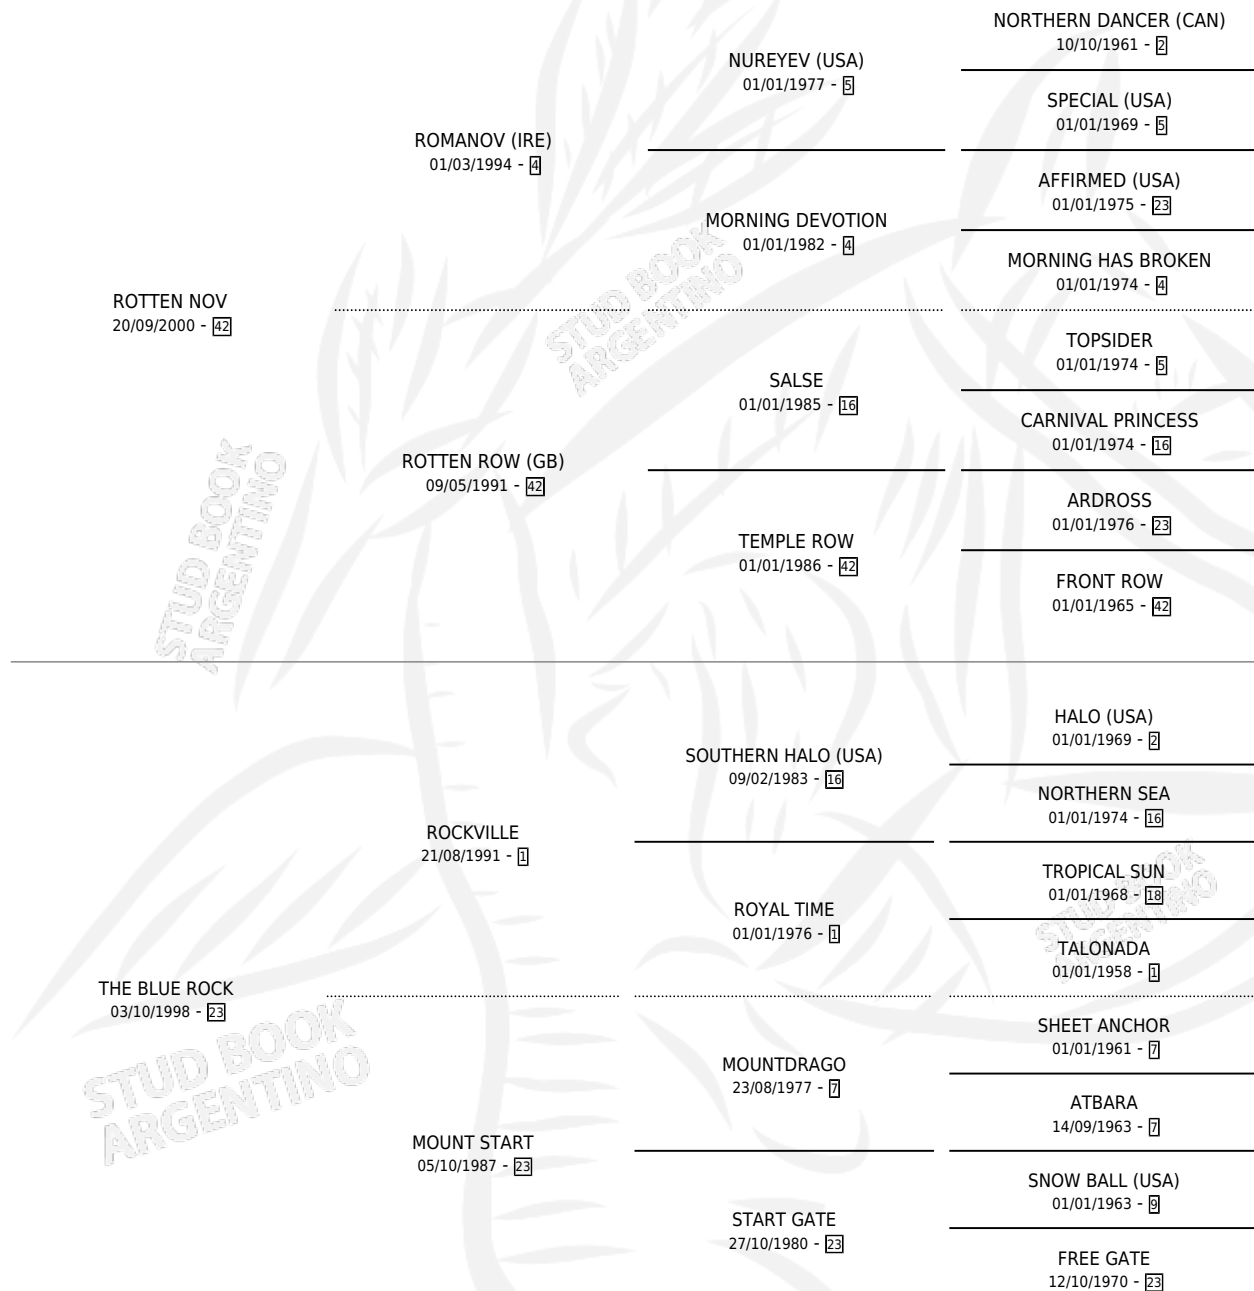 NORTHERN DANCER (CAN)
10/10/1961 - 2
NUREYEV (USA)
01/01/1977 - 5
SPECIAL (USA)
01/01/1969 - 5
ROMANOV (IRE)
01/03/1994 - 4
AFFIRMED (USA)
01/01/1975 - 23
MORNING DEVOTION
01/01/1982 - 4
MORNING HAS BROKEN
01/01/1974 - 4
ROTTEN NOV
20/09/2000 - 42
TOPSIDER
01/01/1974 - 5
SALSE
01/01/1985 - 16
CARNIVAL PRINCESS
01/01/1974 - 16
ROTTEN ROW (GB)
09/05/1991 - 42
ARDROSS
01/01/1976 - 23
TEMPLE ROW
01/01/1986 - 42
FRONT ROW
01/01/1965 - 42
HALO (USA)
01/01/1969 - 2
SOUTHERN HALO (USA)
09/02/1983 - 16
NORTHERN SEA
01/01/1974 - 16
ROCKVILLE
21/08/1991 - 1
TROPICAL SUN
01/01/1968 - 18
ROYAL TIME
01/01/1976 - 1
TALONADA
01/01/1958 - 1
THE BLUE ROCK
03/10/1998 - 23
SHEET ANCHOR
01/01/1961 - 7
MOUNTDRAGO
23/08/1977 - 7
ATBARA
14/09/1963 - 7
MOUNT START
05/10/1987 - 23
SNOW BALL (USA)
01/01/1963 - 9
START GATE
27/10/1980 - 23
FREE GATE
12/10/1970 - 23
STUD BOOK
ARGENTINO
STUD BOOK
ARGENTINO
STUD BOOK
ARGENTINO
STUD BOOK
ARGENTINO